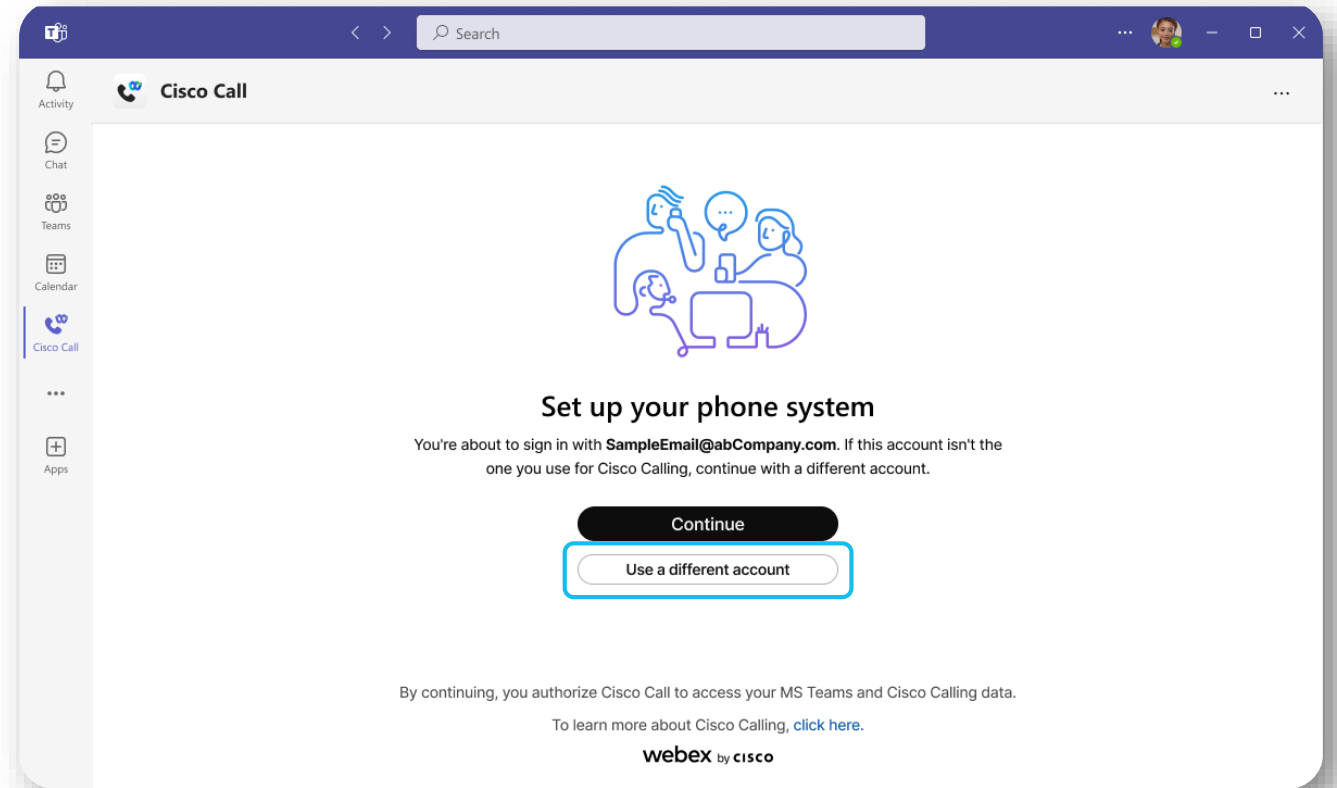 Search
Activity
Cisco Call
Chat
Teams
Calendar
Cisco Call
Apps
Set up your phone system
You're about to sign in with SampleEmail@abCompany.com. If this account isn't the
one you use for Cisco Calling, continue with a different account.
Continue
Use a different account
By continuing, you authorize Cisco Call to access your MS Teams and Cisco Calling data.
To learn more about Cisco Calling, click here.
webex by CISCO